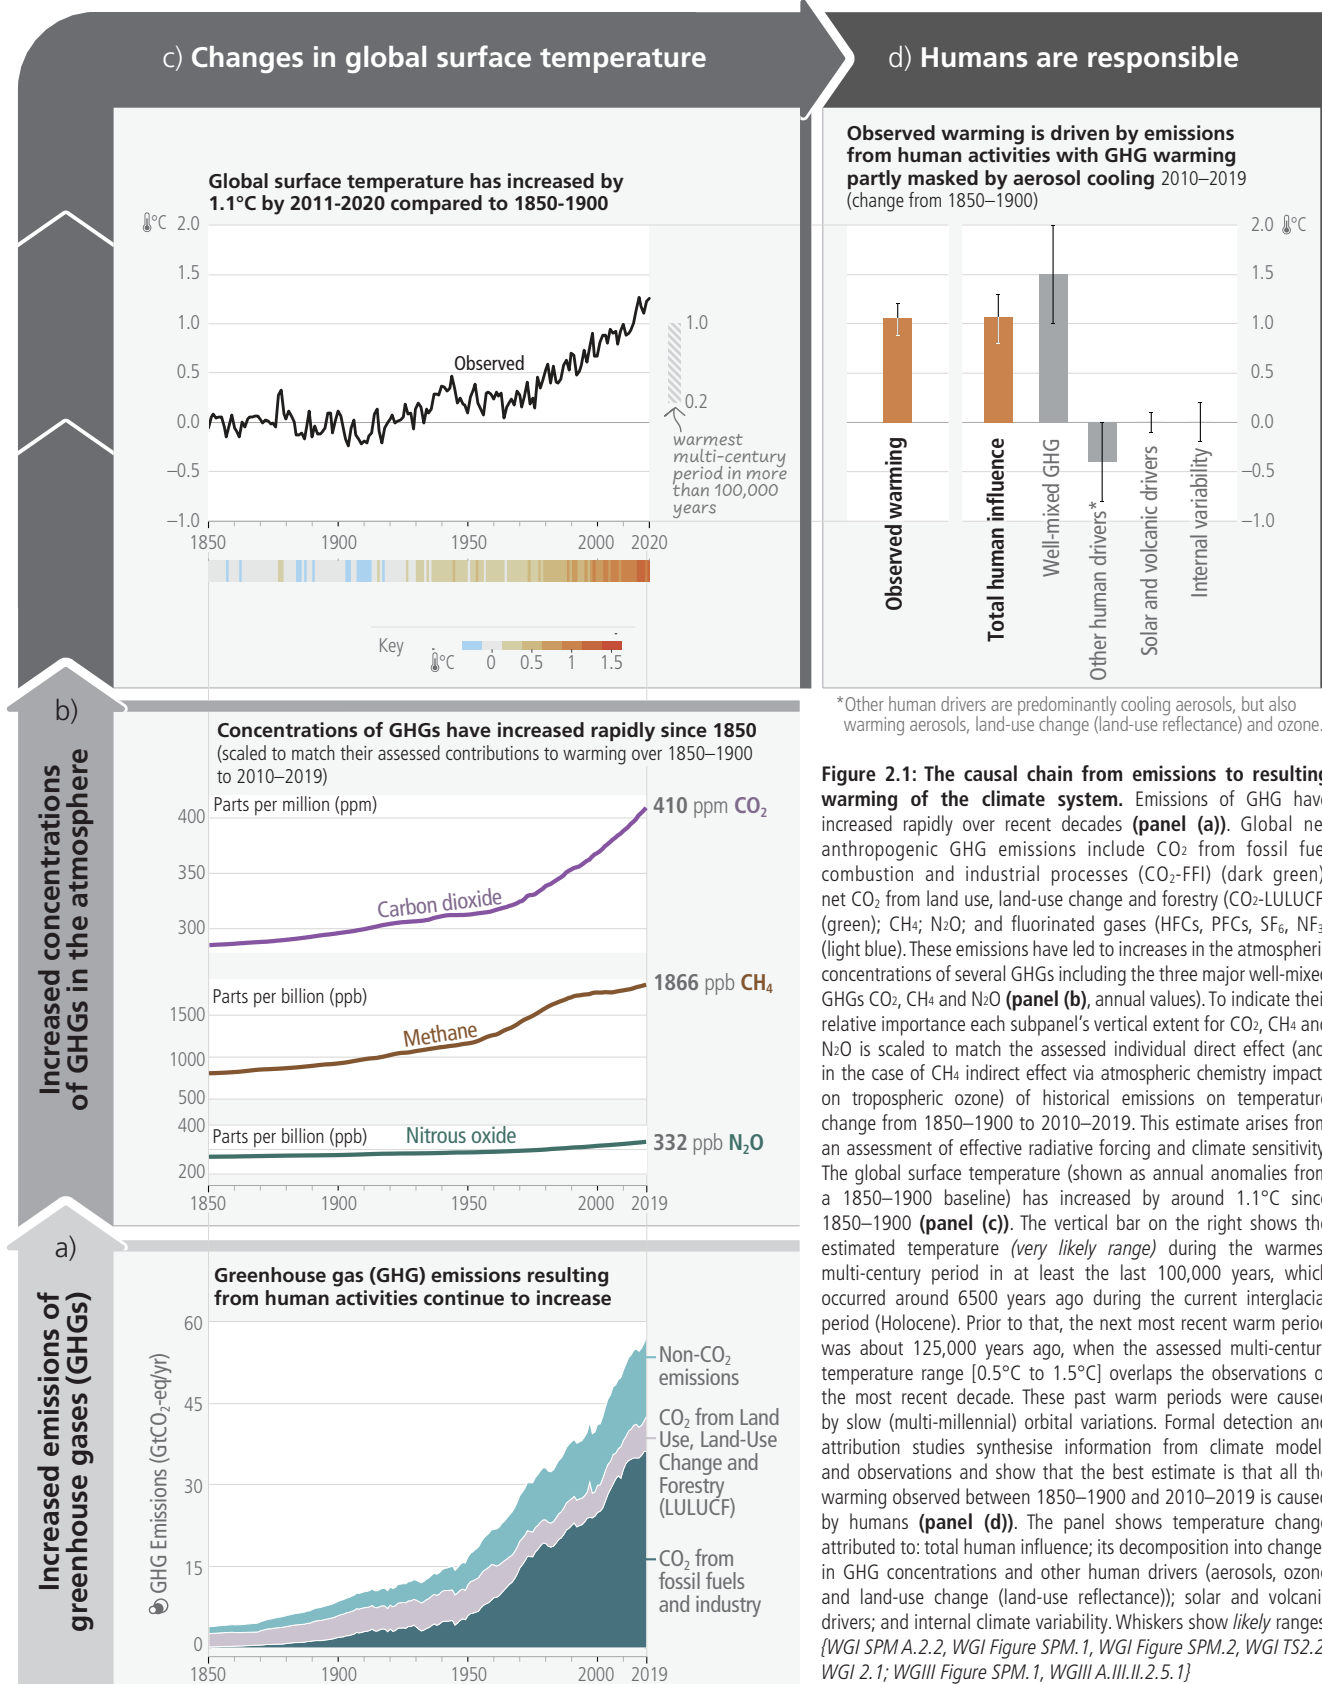 c) Changes in global surface temperature
d) Humans are responsible
Global surface temperature has increased by
1.1°C by 2011-2020 compared to 1850-1900
°C
2.0
1.5
1.0
0.5
0.0
−0.5
−1.0
Observed
1.0
0.2
warmest
multi-century
period in more
than 100,000
years
1850
1900
1950
2000
2020
Key
°C
0
0.5
1
1.5
Observed warming is driven by emissions
from human activities with GHG warming
partly masked by aerosol cooling 2010–2019
(change from 1850–1900)
2.0 °C
1.5
1.0
0.5
0.0
−0.5
−1.0
Observed warming
Total human influence
Well-mixed GHG
Other human drivers*
Solar and volcanic drivers
Internal variability
*Other human drivers are predominantly cooling aerosols, but also
warming aerosols, land-use change (land-use reflectance) and ozone.
b)
Increased concentrations
of GHGs in the atmosphere
Concentrations of GHGs have increased rapidly since 1850
(scaled to match their assessed contributions to warming over 1850–1900
to 2010–2019)
Parts per million (ppm)
400
350
300
Carbon dioxide
410 ppm CO₂
Parts per billion (ppb)
1500
1000
500
Methane
1866 ppb CH₄
400
Parts per billion (ppb)
200
Nitrous oxide
332 ppb N₂O
1850
1900
1950
2000
2019
a)
Increased emissions of
greenhouse gases (GHGs)
Greenhouse gas (GHG) emissions resulting
from human activities continue to increase
GHG Emissions (GtCO₂-eq/yr)
60
45
30
15
0
Non-CO₂
emissions
CO₂ from Land
Use, Land-Use
Change and
Forestry
(LULUCF)
CO₂ from
fossil fuels
and industry
1850
1900
1950
2000
2019
Figure 2.1: The causal chain from emissions to resulting
warming of the climate system. Emissions of GHG have
increased rapidly over recent decades (panel (a)). Global ne
anthropogenic GHG emissions include CO₂ from fossil fue
combustion and industrial processes (CO₂-FFI) (dark green)
net CO₂ from land use, land-use change and forestry (CO₂-LULUCF
(green); CH₄; N₂O; and fluorinated gases (HFCs, PFCs, SF₆, NF₃
(light blue). These emissions have led to increases in the atmospheri
concentrations of several GHGs including the three major well-mixed
GHGs CO₂, CH₄ and N₂O (panel (b), annual values). To indicate thei
relative importance each subpanel’s vertical extent for CO₂, CH₄ and
N₂O is scaled to match the assessed individual direct effect (and
in the case of CH₄ indirect effect via atmospheric chemistry impact
on tropospheric ozone) of historical emissions on temperature
change from 1850–1900 to 2010–2019. This estimate arises from
an assessment of effective radiative forcing and climate sensitivity
The global surface temperature (shown as annual anomalies from
a 1850–1900 baseline) has increased by around 1.1°C since
1850–1900 (panel (c)). The vertical bar on the right shows the
estimated temperature (very likely range) during the warmes
multi-century period in at least the last 100,000 years, which
occurred around 6500 years ago during the current interglacia
period (Holocene). Prior to that, the next most recent warm period
was about 125,000 years ago, when the assessed multi-centur
temperature range [0.5°C to 1.5°C] overlaps the observations o
the most recent decade. These past warm periods were caused
by slow (multi-millennial) orbital variations. Formal detection and
attribution studies synthesise information from climate model
and observations and show that the best estimate is that all the
warming observed between 1850–1900 and 2010–2019 is caused
by humans (panel (d)). The panel shows temperature change
attributed to: total human influence; its decomposition into change
in GHG concentrations and other human drivers (aerosols, ozone
and land-use change (land-use reflectance)); solar and volcani
drivers; and internal climate variability. Whiskers show likely ranges
{WGI SPM A.2.2, WGI Figure SPM.1, WGI Figure SPM.2, WGI TS2.2
WGI 2.1; WGIII Figure SPM.1, WGIII A.III.II.2.5.1}